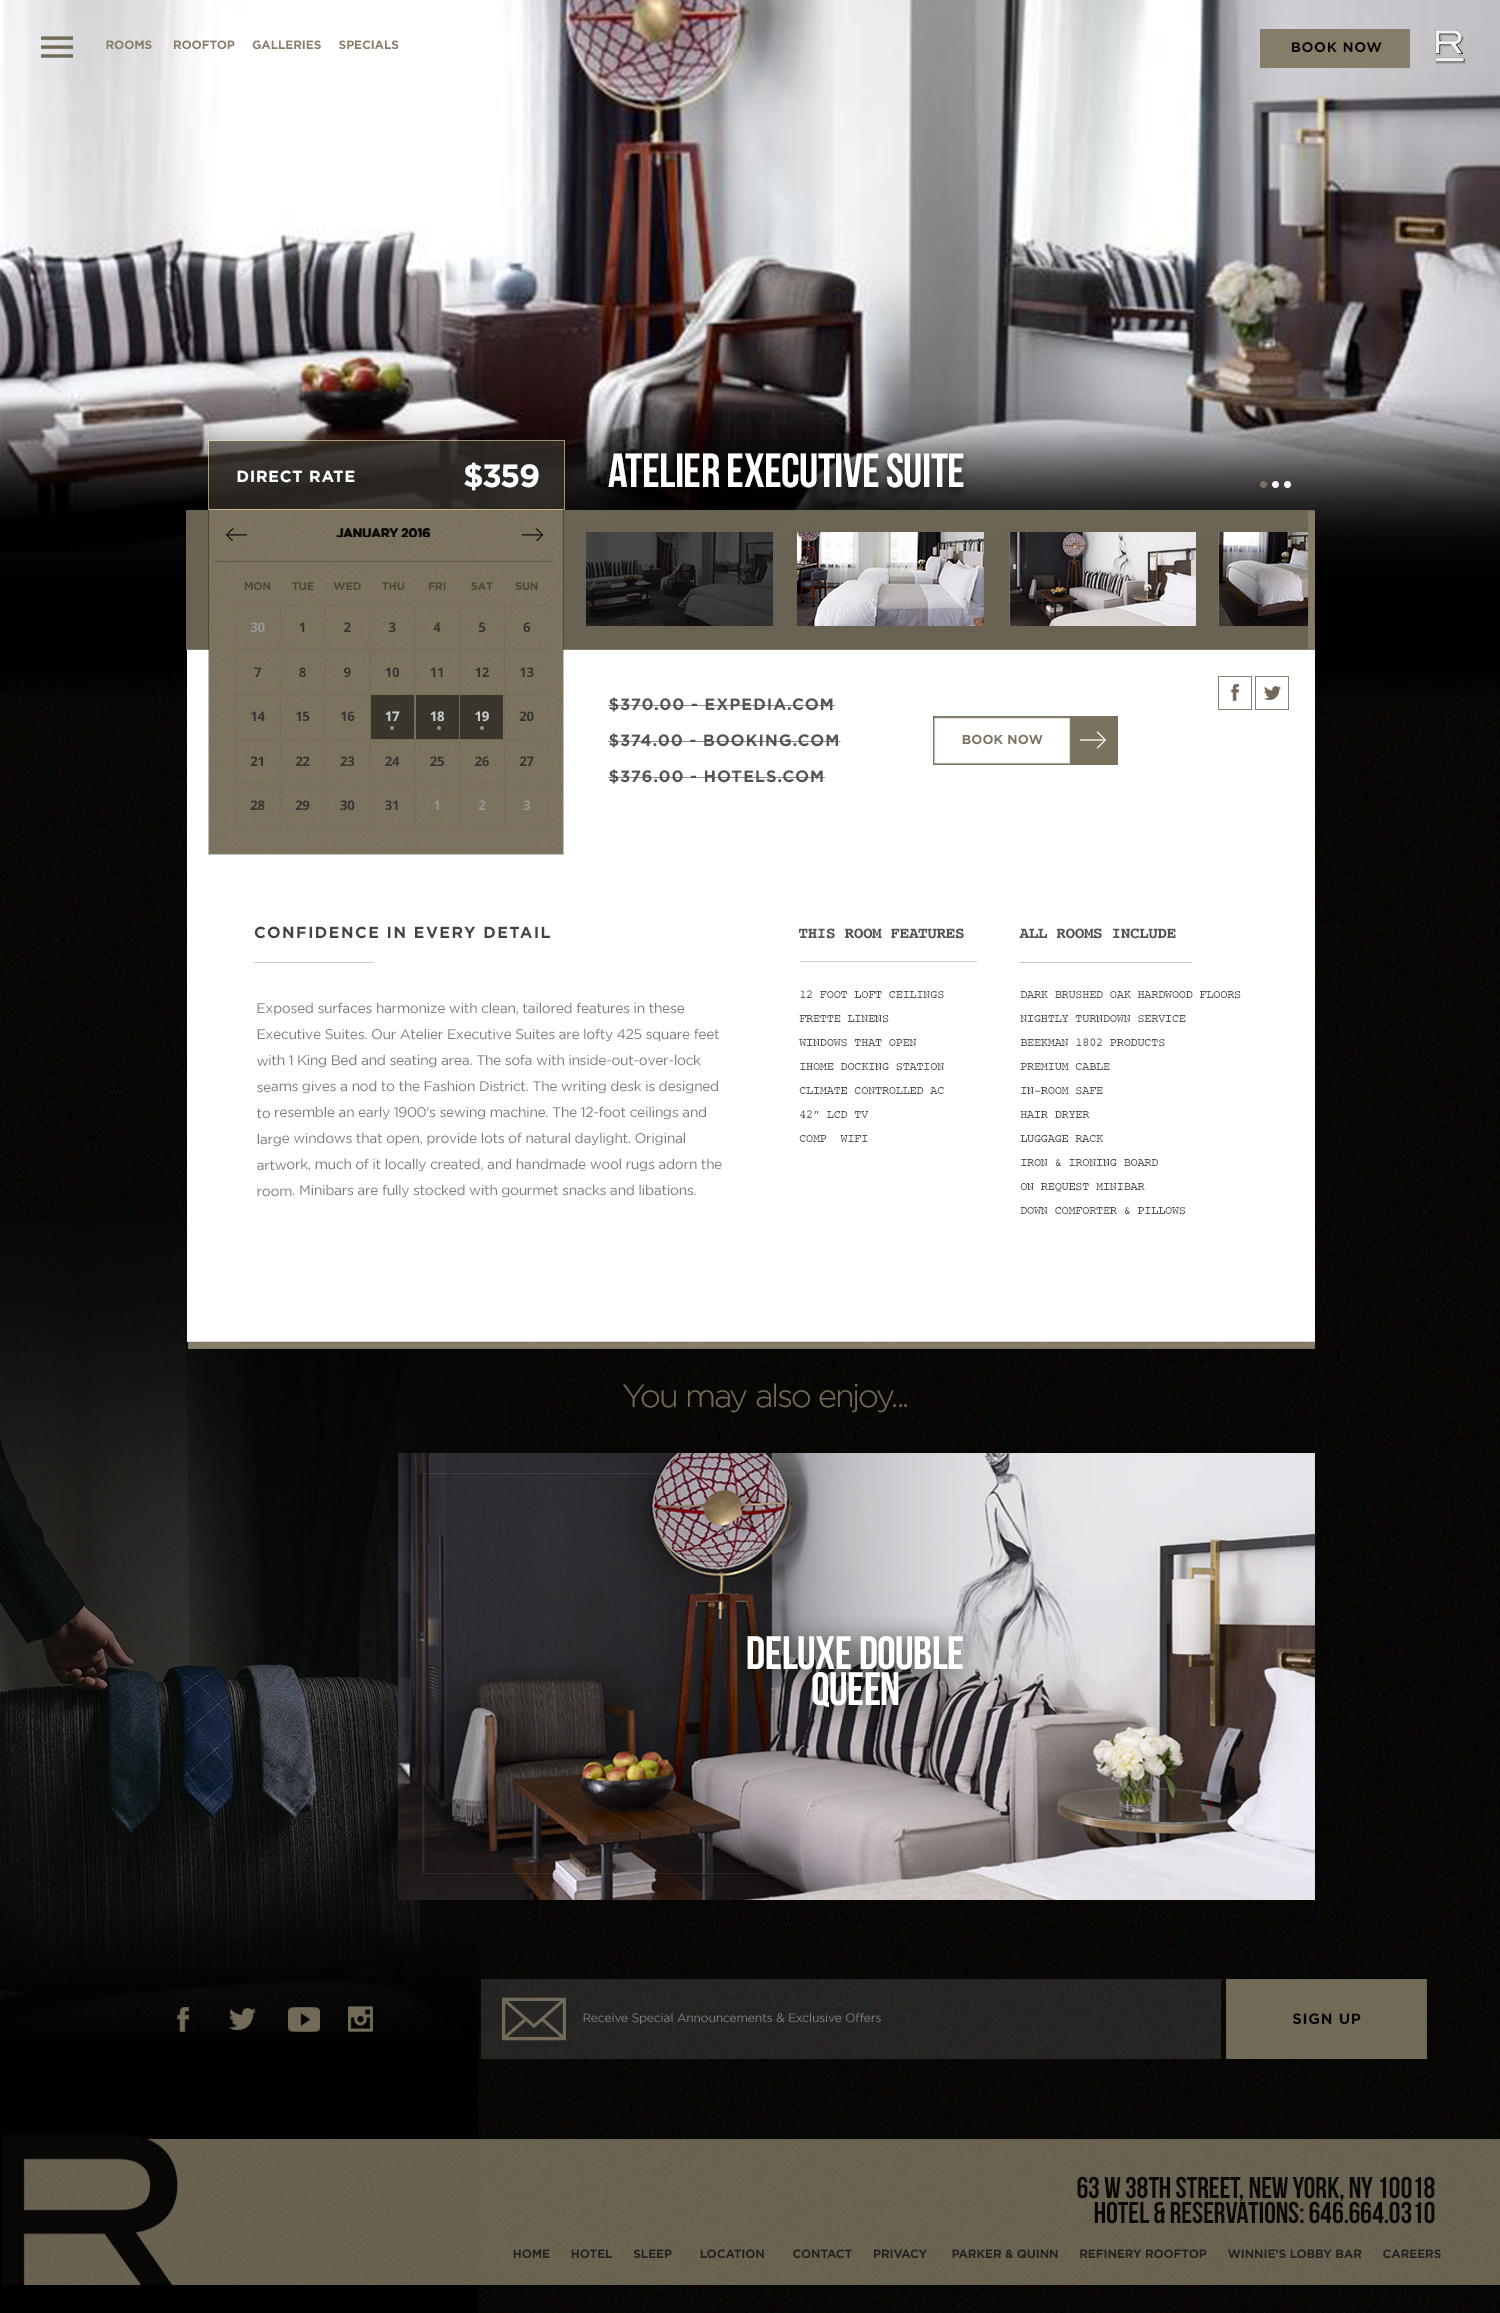 ROOMS ROOFTOP GALLERIES SPECIALS
BOOK NOW
R
DIRECT RATE $359
ATELIER EXECUTIVE SUITE
JANUARY 2016
MON TUE WED THU FRI SAT SUN
30 1 2 3 4 5 6
7 8 9 10 11 12 13
14 15 16 17 18 19 20
21 22 23 24 25 26 27
28 29 30 31 1 2 3
$370.00 - EXPEDIA.COM
$374.00 - BOOKING.COM
$376.00 - HOTELS.COM
BOOK NOW
CONFIDENCE IN EVERY DETAIL
Exposed surfaces harmonize with clean, tailored features in these
Executive Suites. Our Atelier Executive Suites are lofty 425 square feet
with 1 King Bed and seating area. The sofa with inside-out-over-lock
seams gives a nod to the Fashion District. The writing desk is designed
to resemble an early 1900's sewing machine. The 12-foot ceilings and
large windows that open, provide lots of natural daylight. Original
artwork, much of it locally created, and handmade wool rugs adorn the
room. Minibars are fully stocked with gourmet snacks and libations.
THIS ROOM FEATURES
12 FOOT LOFT CEILINGS
FRETTE LINENS
WINDOWS THAT OPEN
IHOME DOCKING STATION
CLIMATE CONTROLLED AC
42” LCD TV
COMP WIFI
ALL ROOMS INCLUDE
DARK BRUSHED OAK HARDWOOD FLOORS
NIGHTLY TURNDOWN SERVICE
BEEKMAN 1802 PRODUCTS
PREMIUM CABLE
IN-ROOM SAFE
HAIR DRYER
LUGGAGE RACK
IRON & IRONING BOARD
ON REQUEST MINIBAR
DOWN COMFORTER & PILLOWS
You may also enjoy...
DELUXE DOUBLE
QUEEN
Receive Special Announcements & Exclusive Offers
SIGN UP
R
63 W 38TH STREET, NEW YORK, NY 10018
HOTEL & RESERVATIONS: 646.664.0310
HOME HOTEL SLEEP LOCATION CONTACT PRIVACY PARKER & QUINN REFINERY ROOFTOP WINNIE'S LOBBY BAR CAREERS